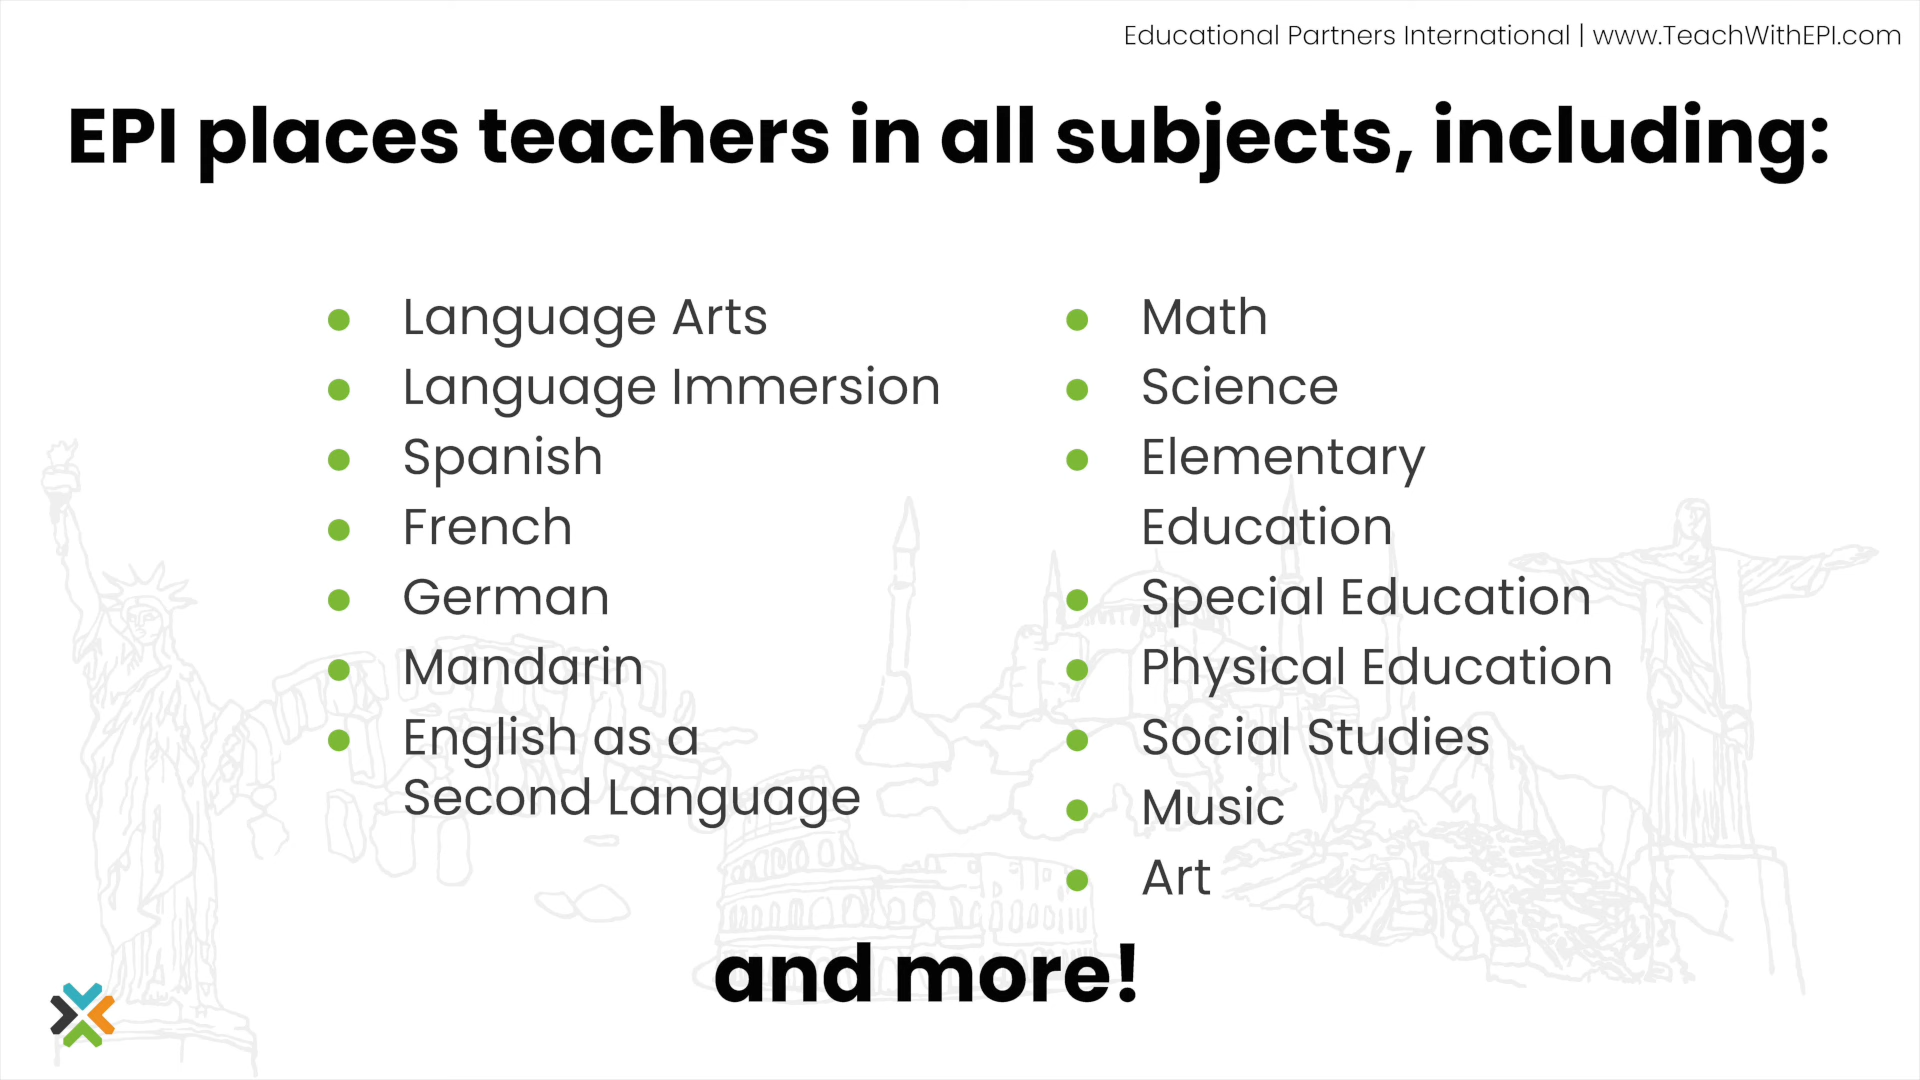 Educational Partners International | www.TeachWithEPI.com
EPI places teachers in all subjects, including:
Language Arts
Language Immersion
Spanish
French
German
Mandarin
English as a
Second Language
Math
Science
Elementary
Education
Special Education
Physical Education
Social Studies
Music
Art
and more!